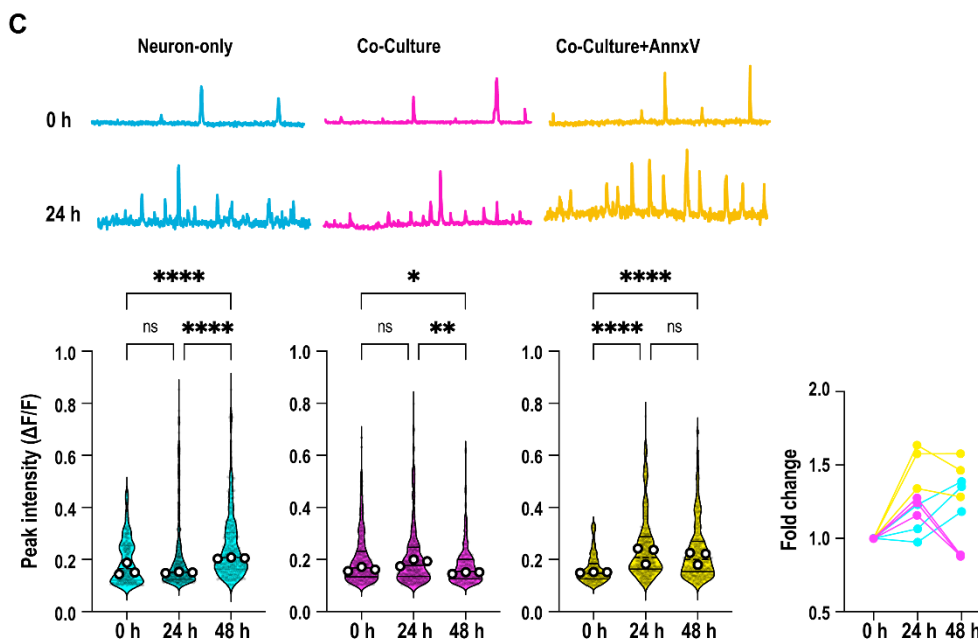 C
Neuron-only Co-Culture Co-Culture+AnnxV
0 h
24 h
**** * ****
ns **** ns ** **** ns
1.0 1.0 1.0
0.8 0.8 0.8
0.6 0.6 0.6
0.4 0.4 0.4
0.2 0.2 0.2
0.0 0.0 0.0
Peak intensity (ΔF/F)
0 h 24 h 48 h 0 h 24 h 48 h 0 h 24 h 48 h
2.0
1.5
1.0
0.5
Fold change
0 h 24 h 48 h